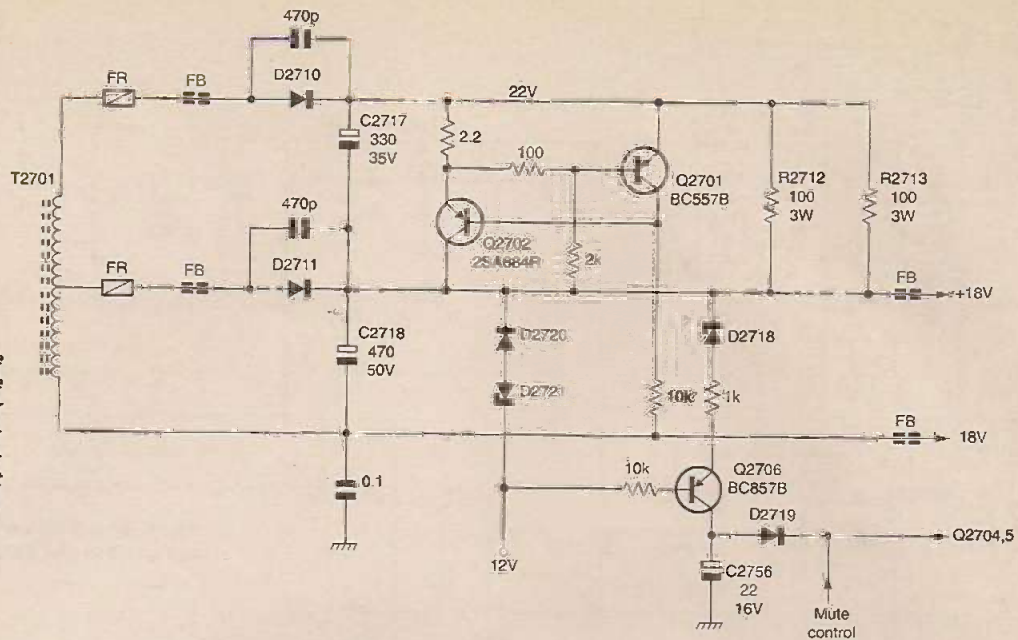 470p
FR
FB
D2710
22V
C2717
330
35V
2.2
100
Q2701
BC557B
R2712
100
3W
R2713
100
3W
T2701
470p
FR
FB
D2711
Q2702
2SA684R
2k
FB
+18V
C2718
470
50V
D2720
D2721
D2718
10k
1k
FB
18V
0.1
10k
Q2706
BC857B
D2719
Q2704,5
12V
C2756
22
16V
Mute
control